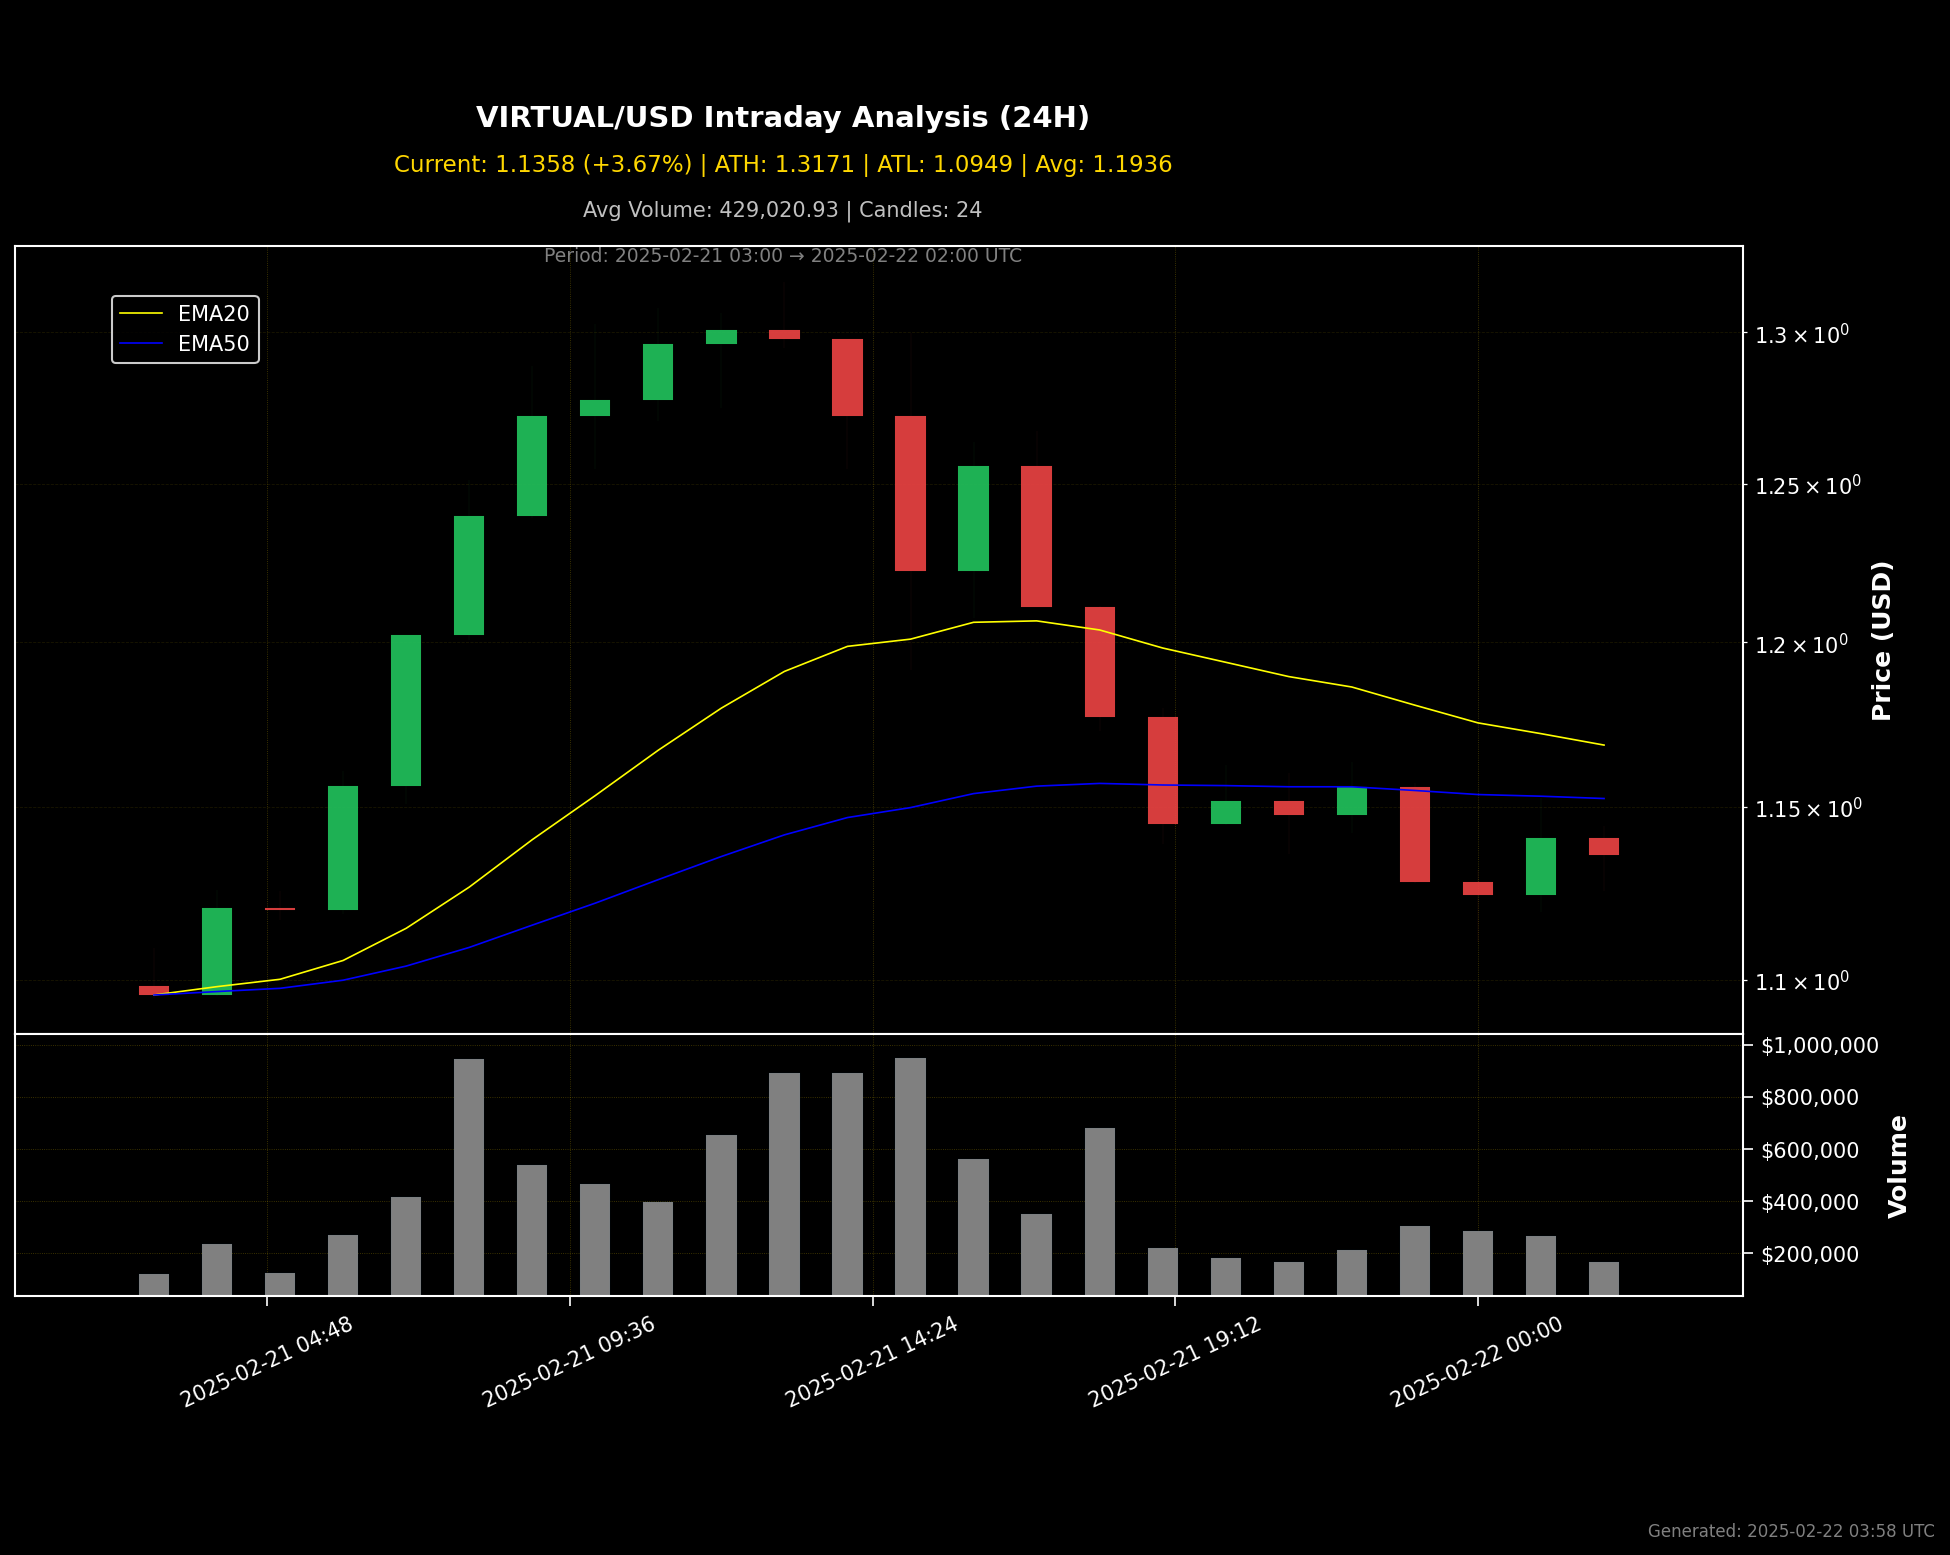 VIRTUAL/USD Intraday Analysis (24H)
Current: 1.1358 (+3.67%) | ATH: 1.3171 | ATL: 1.0949 | Avg: 1.1936
Avg Volume: 429,020.93 | Candles: 24
Period: 2025-02-21 03:00 → 2025-02-22 02:00 UTC
EMA20
EMA50
1.3 × 10⁰
1.25 × 10⁰
1.2 × 10⁰
1.15 × 10⁰
1.1 × 10⁰
Price (USD)
$1,000,000
$800,000
$600,000
$400,000
$200,000
Volume
2025-02-21 04:48
2025-02-21 09:36
2025-02-21 14:24
2025-02-21 19:12
2025-02-22 00:00
Generated: 2025-02-22 03:58 UTC